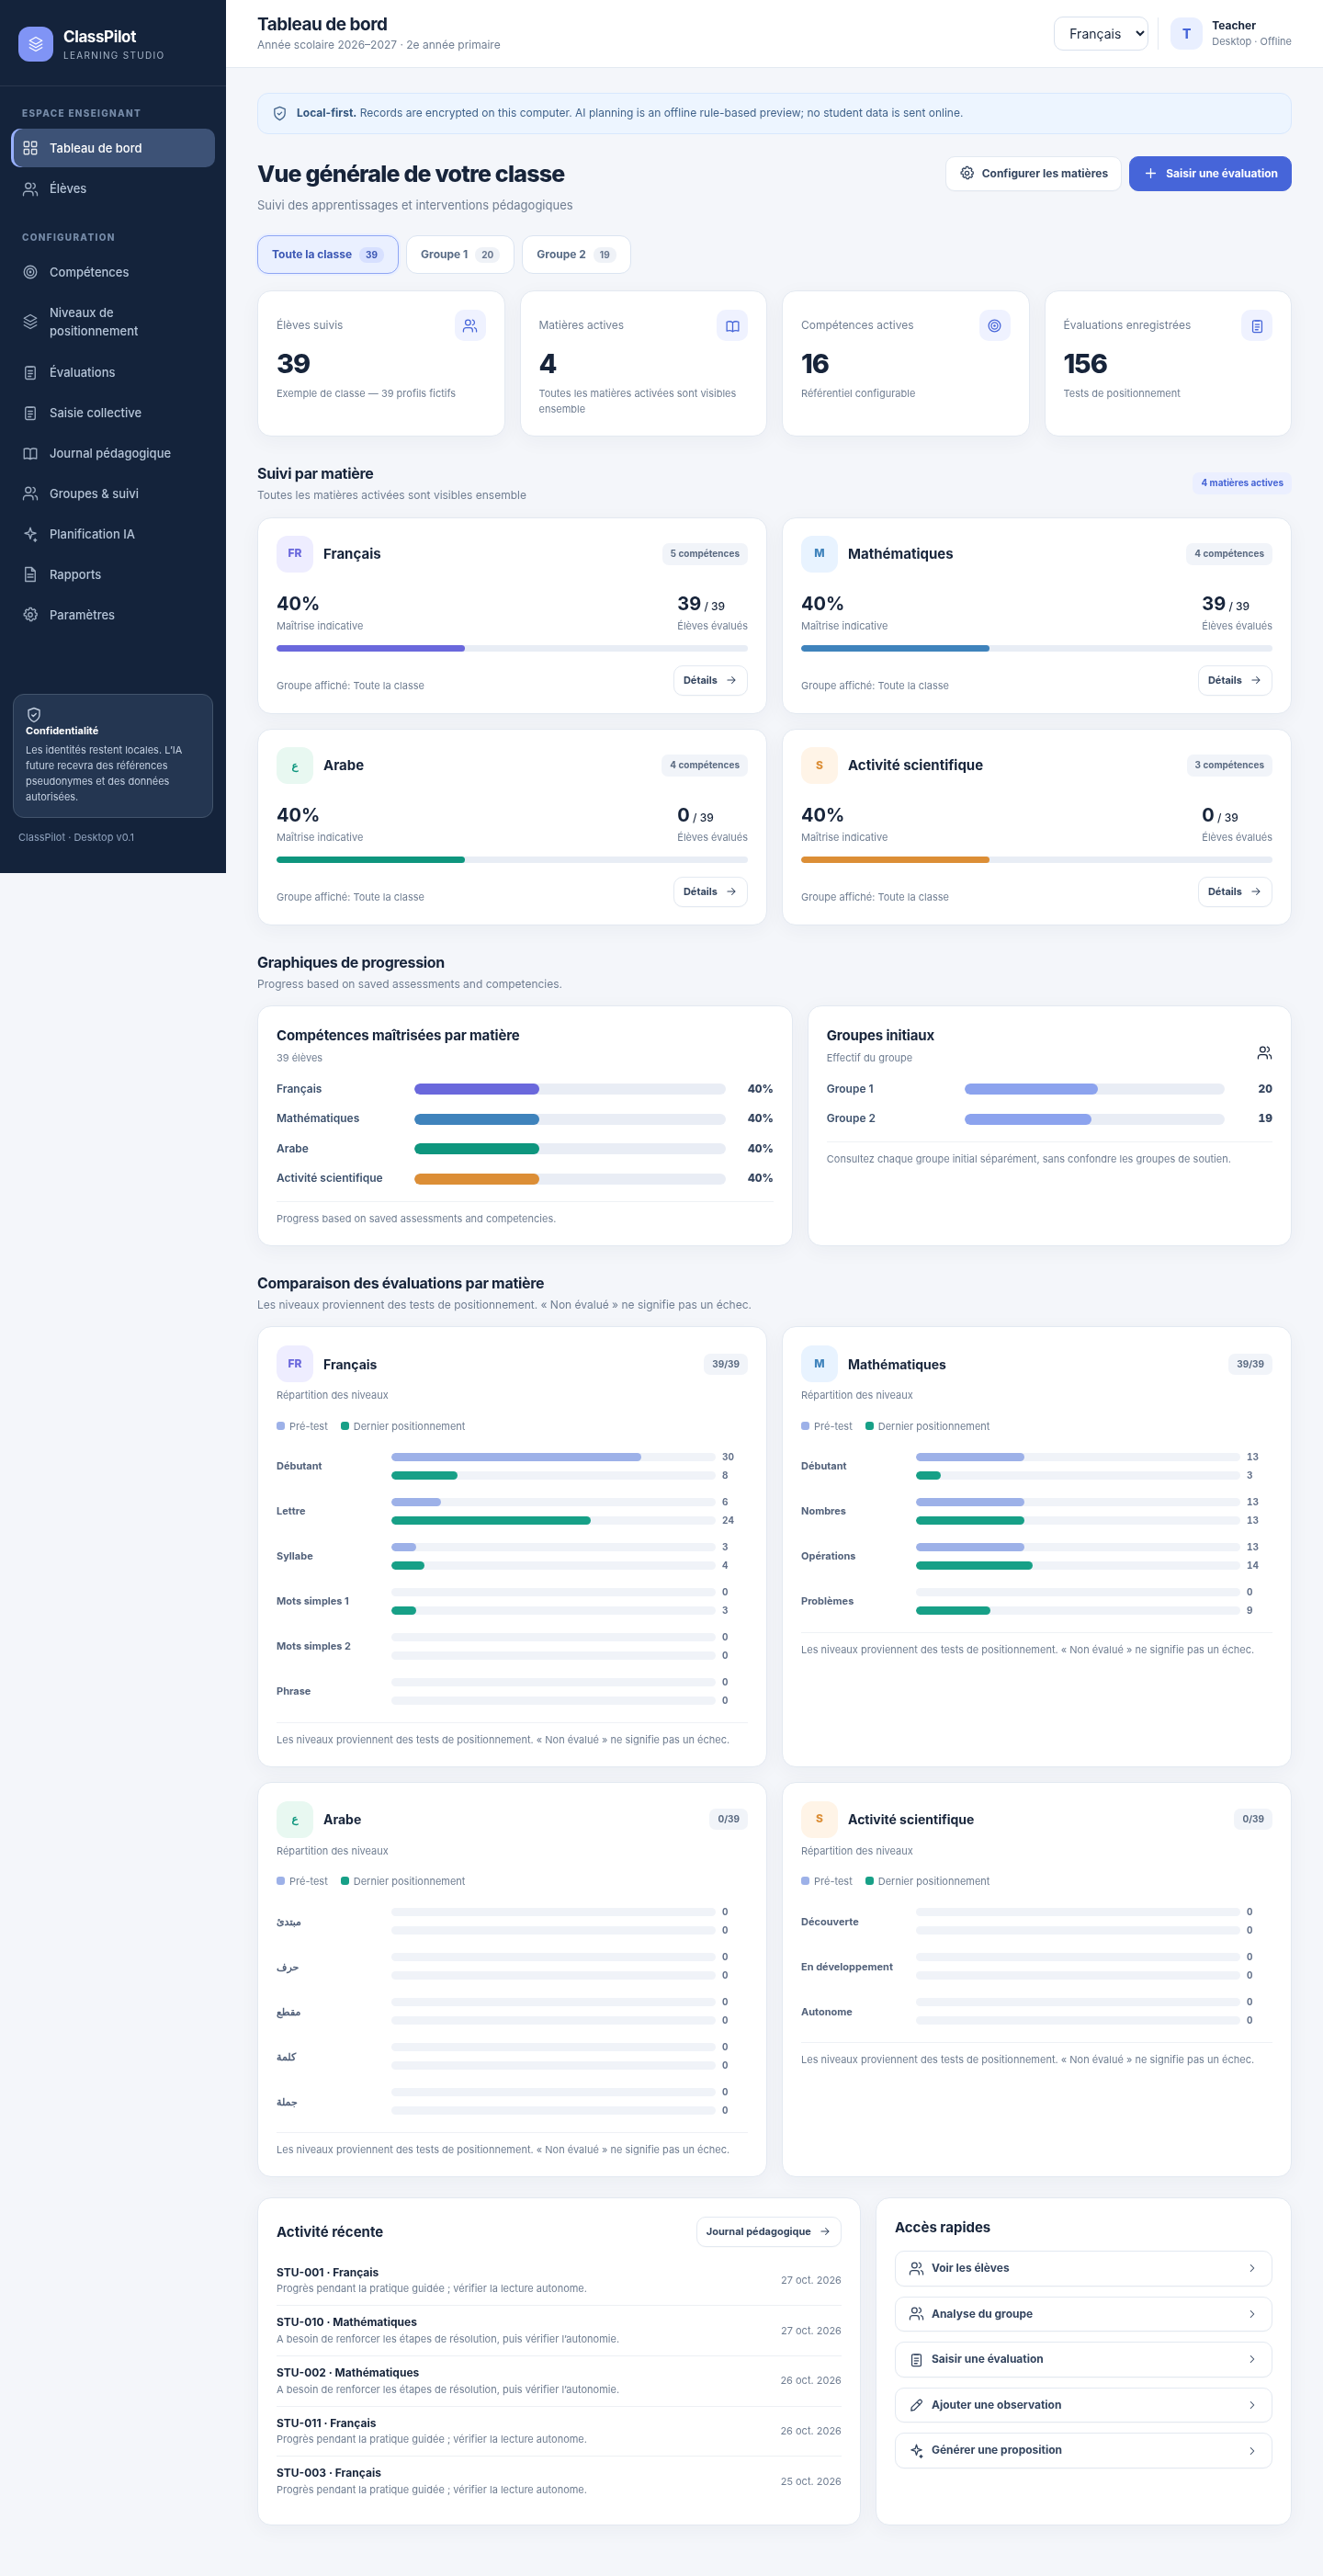 ClassPilot
LEARNING STUDIO
ESPACE ENSEIGNANT
Tableau de bord
Élèves
CONFIGURATION
Compétences
Niveaux de
positionnement
Évaluations
Saisie collective
Journal pédagogique
Groupes & suivi
Planification IA
Rapports
Paramètres
Confidentialité
Les identités restent locales. L'IA
future recevra des références
pseudonymes et des données
autorisées.
ClassPilot · Desktop v0.1
Tableau de bord
Année scolaire 2026–2027 · 2e année primaire
Français
T
Teacher
Desktop · Offline
Local-first. Records are encrypted on this computer. AI planning is an offline rule-based preview; no student data is sent online.
Vue générale de votre classe
Suivi des apprentissages et interventions pédagogiques
Configurer les matières
Saisir une évaluation
Toute la classe 39
Groupe 1 20
Groupe 2 19
Élèves suivis
39
Exemple de classe — 39 profils fictifs
Matières actives
4
Toutes les matières activées sont visibles
ensemble
Compétences actives
16
Référentiel configurable
Évaluations enregistrées
156
Tests de positionnement
Suivi par matière
Toutes les matières activées sont visibles ensemble
4 matières actives
FR Français 5 compétences
40% 39 / 39
Maîtrise indicative Élèves évalués
Groupe affiché: Toute la classe Détails
M Mathématiques 4 compétences
40% 39 / 39
Maîtrise indicative Élèves évalués
Groupe affiché: Toute la classe Détails
ع Arabe 4 compétences
40% 0 / 39
Maîtrise indicative Élèves évalués
Groupe affiché: Toute la classe Détails
S Activité scientifique 3 compétences
40% 0 / 39
Maîtrise indicative Élèves évalués
Groupe affiché: Toute la classe Détails
Graphiques de progression
Progress based on saved assessments and competencies.
Compétences maîtrisées par matière
39 élèves
Français 40%
Mathématiques 40%
Arabe 40%
Activité scientifique 40%
Progress based on saved assessments and competencies.
Groupes initiaux
Effectif du groupe
Groupe 1 20
Groupe 2 19
Consultez chaque groupe initial séparément, sans confondre les groupes de soutien.
Comparaison des évaluations par matière
Les niveaux proviennent des tests de positionnement. « Non évalué » ne signifie pas un échec.
FR Français 39/39
Répartition des niveaux
Pré-test Dernier positionnement
30
Débutant
8
6
Lettre
24
3
Syllabe
4
0
Mots simples 1
3
0
Mots simples 2
0
0
Phrase
0
Les niveaux proviennent des tests de positionnement. « Non évalué » ne signifie pas un échec.
M Mathématiques 39/39
Répartition des niveaux
Pré-test Dernier positionnement
13
Débutant
3
13
Nombres
13
13
Opérations
14
0
Problèmes
9
Les niveaux proviennent des tests de positionnement. « Non évalué » ne signifie pas un échec.
ع Arabe 0/39
Répartition des niveaux
Pré-test Dernier positionnement
0
مبتدئ
0
0
حرف
0
0
مقطع
0
0
كلمة
0
0
جملة
0
Les niveaux proviennent des tests de positionnement. « Non évalué » ne signifie pas un échec.
S Activité scientifique 0/39
Répartition des niveaux
Pré-test Dernier positionnement
0
Découverte
0
0
En développement
0
0
Autonome
0
Les niveaux proviennent des tests de positionnement. « Non évalué » ne signifie pas un échec.
Activité récente
Journal pédagogique
STU-001 · Français
Progrès pendant la pratique guidée ; vérifier la lecture autonome.
27 oct. 2026
STU-010 · Mathématiques
A besoin de renforcer les étapes de résolution, puis vérifier l'autonomie.
27 oct. 2026
STU-002 · Mathématiques
A besoin de renforcer les étapes de résolution, puis vérifier l'autonomie.
26 oct. 2026
STU-011 · Français
Progrès pendant la pratique guidée ; vérifier la lecture autonome.
26 oct. 2026
STU-003 · Français
Progrès pendant la pratique guidée ; vérifier la lecture autonome.
25 oct. 2026
Accès rapides
Voir les élèves
Analyse du groupe
Saisir une évaluation
Ajouter une observation
Générer une proposition